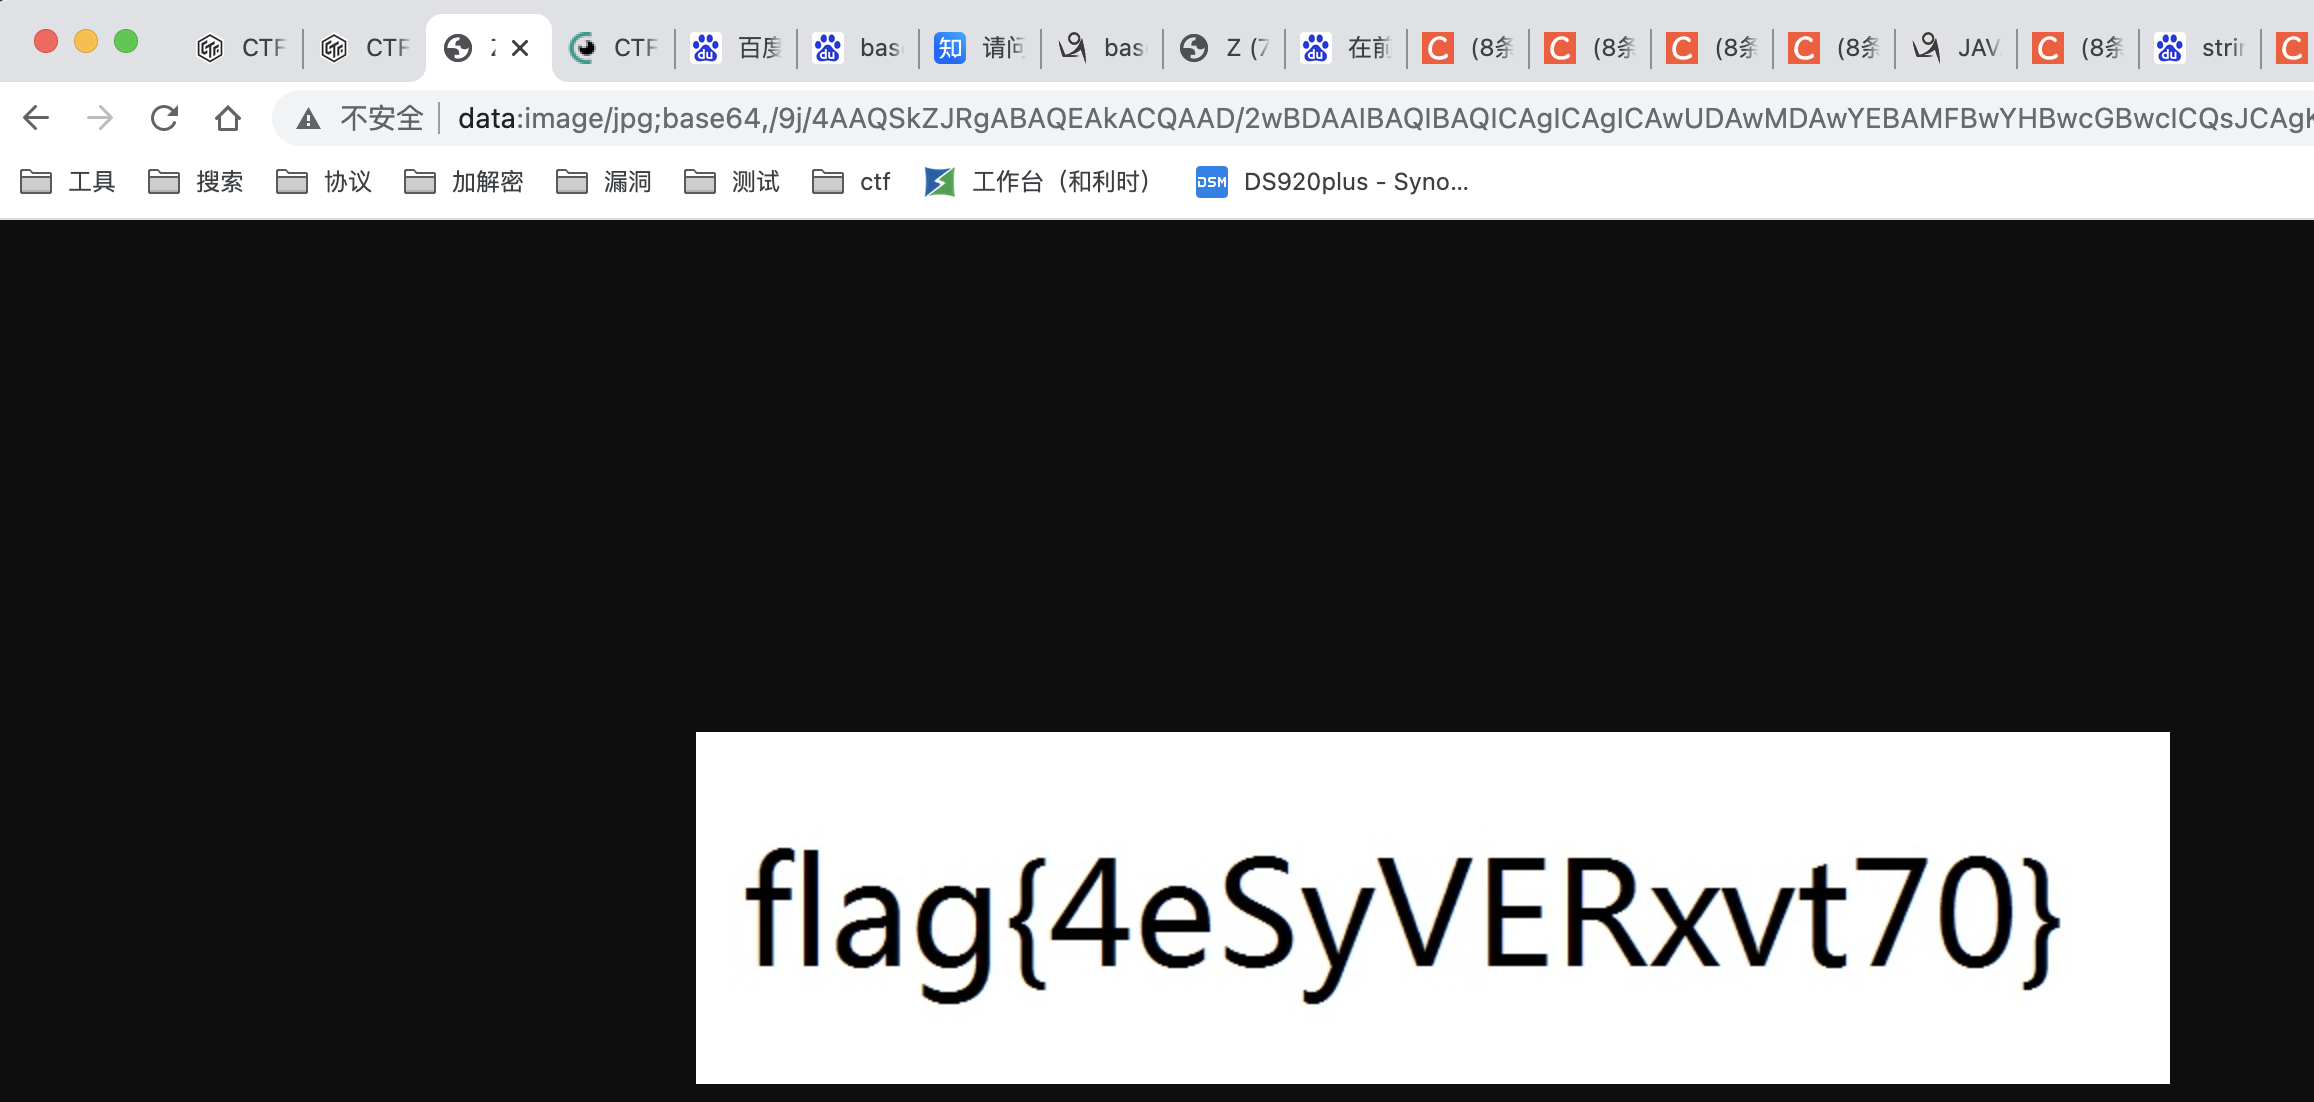 CTF CTF CTF 百度 bas 知 请问 bas Z (7 在前 C (8条 C (8条 C (8条 C (8条 JAV C (8条 strin C
不安全 data:image/jpg;base64,/9j/4AAQSkZJRgABAQEAkACQAAD/2wBDAAIBAQIBAQICAgICAgICAwUDAwMDAwYEBAMFBwYHBwcGBwcICQsJCAgK
工具 搜索 协议 加解密 漏洞 测试 ctf 工作台（和利时） DSM DS920plus - Syno...
flag{4eSyVERxvt70}